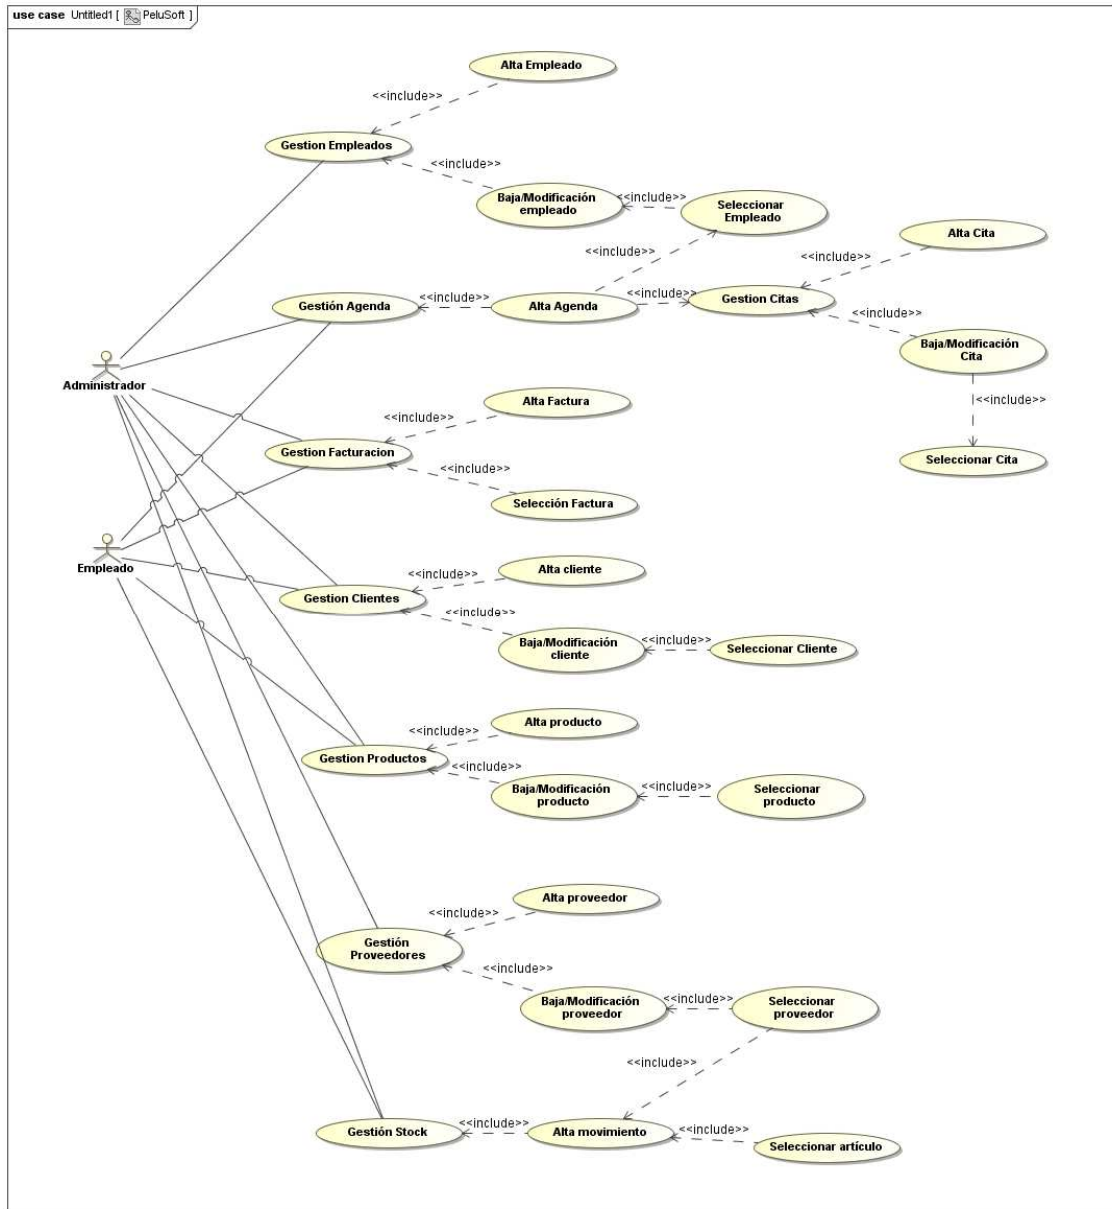 use case Untitled1 [ PeluSoft ]
Alta Empleado
<<include>>
Gestion Empleados
<<include>>
Baja/Modificación
empleado
<<include>>
Seleccionar
Empleado
Alta Cita
<<include>>
<<include>>
Gestión Agenda
<<include>>
Alta Agenda
<<include>>
Gestion Citas
<<include>>
Baja/Modificación
Cita
<<include>>
Seleccionar Cita
Administrador
Alta Factura
<<include>>
Gestion Facturacion
<<include>>
Selección Factura
Empleado
Alta cliente
<<include>>
Gestion Clientes
<<include>>
Baja/Modificación
cliente
<<include>>
Seleccionar Cliente
Alta producto
<<include>>
Gestion Productos
<<include>>
Baja/Modificación
producto
<<include>>
Seleccionar
producto
Alta proveedor
<<include>>
Gestión
Proveedores
<<include>>
Baja/Modificación
proveedor
<<include>>
Seleccionar
proveedor
<<include>>
Gestión Stock
<<include>>
Alta movimiento
<<include>>
Seleccionar artículo